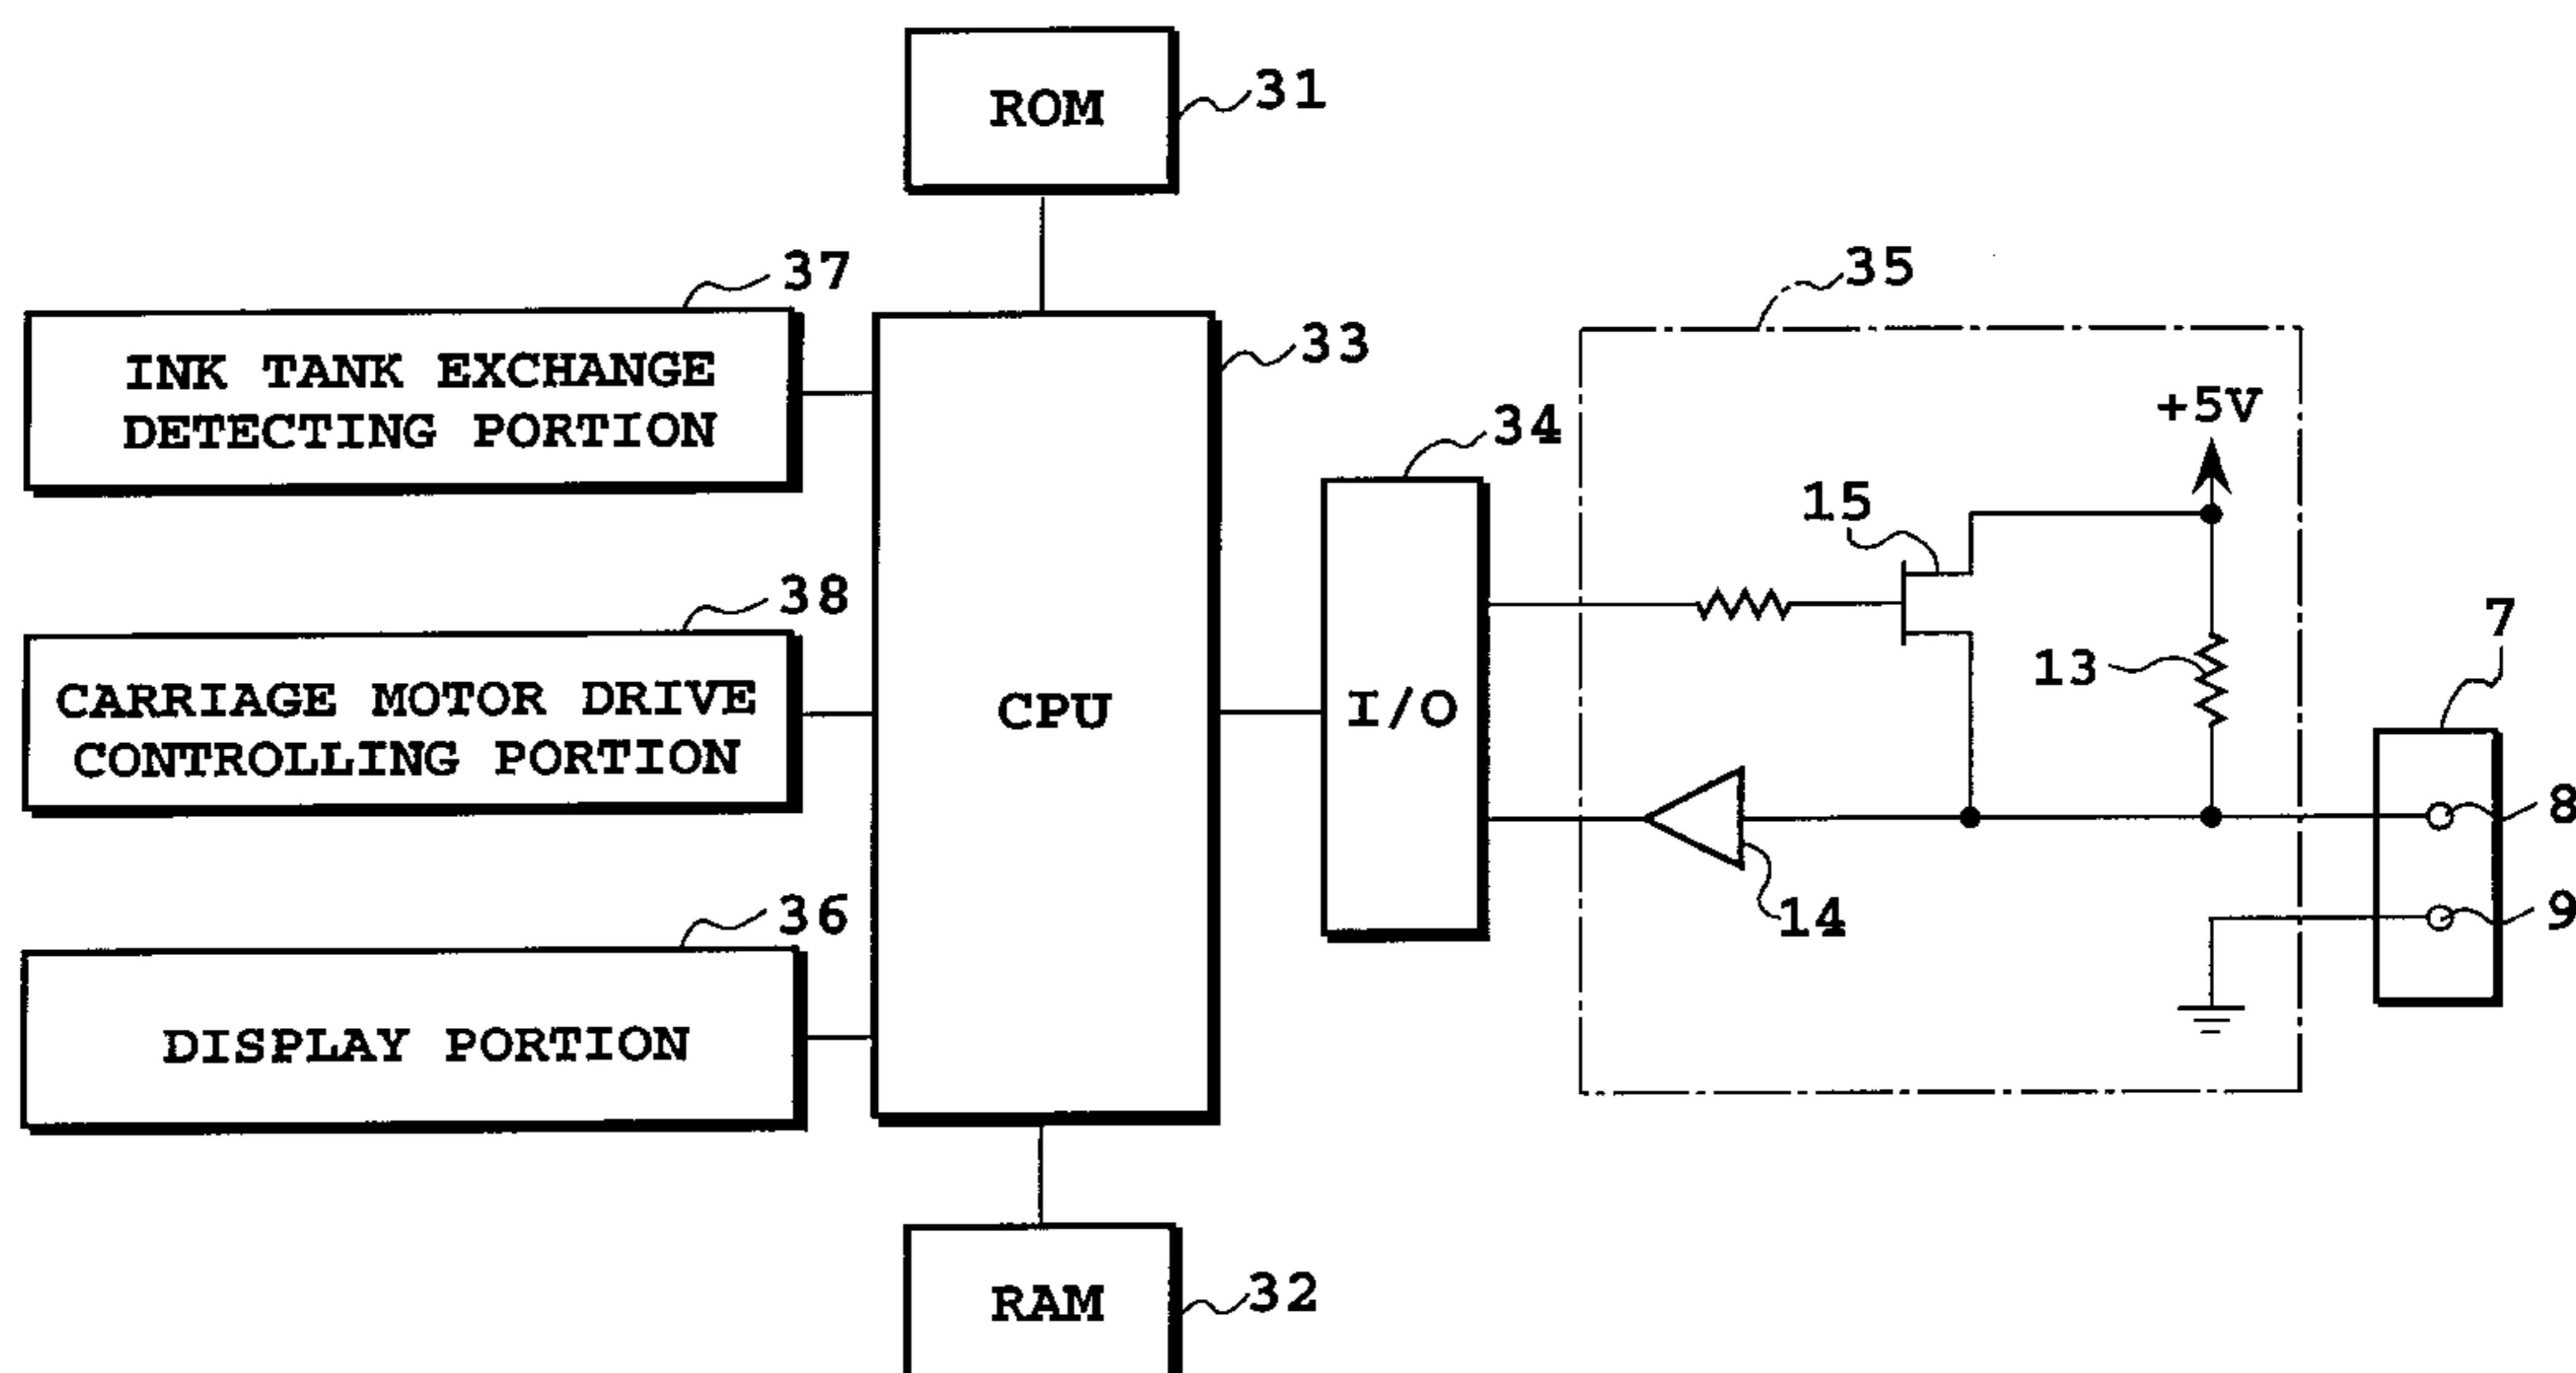 ROM
31
37
INK TANK EXCHANGE
DETECTING PORTION
33
35
34
+5V
15
38
CARRIAGE MOTOR DRIVE
CONTROLLING PORTION
CPU
I/O
13
7
8
14
9
36
DISPLAY PORTION
RAM
32